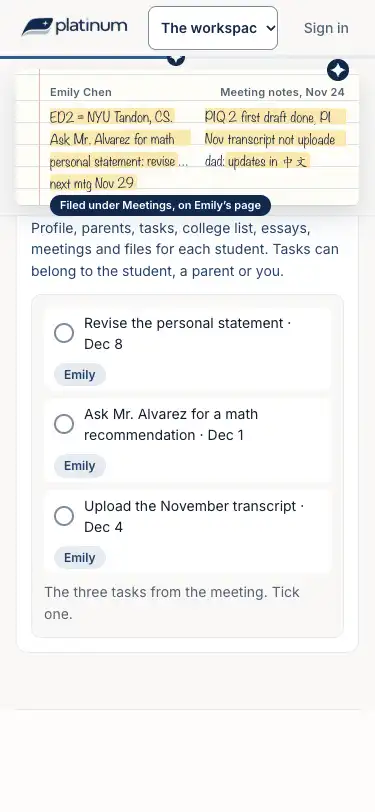 platinum
The workspac
Sign in
Emily Chen
Meeting notes, Nov 24
ED2 = NYU Tandon, CS.
Ask Mr. Alvarez for math
personal statement: revise ...
next mtg Nov 29
PIQ 2 first draft done, PI
Nov transcript not uploade
dad: updates in 中文
Filed under Meetings, on Emily's page
Profile, parents, tasks, college list, essays,
meetings and files for each student. Tasks can
belong to the student, a parent or you.
Revise the personal statement ·
Dec 8
Emily
Ask Mr. Alvarez for a math
recommendation · Dec 1
Emily
Upload the November transcript ·
Dec 4
Emily
The three tasks from the meeting. Tick
one.